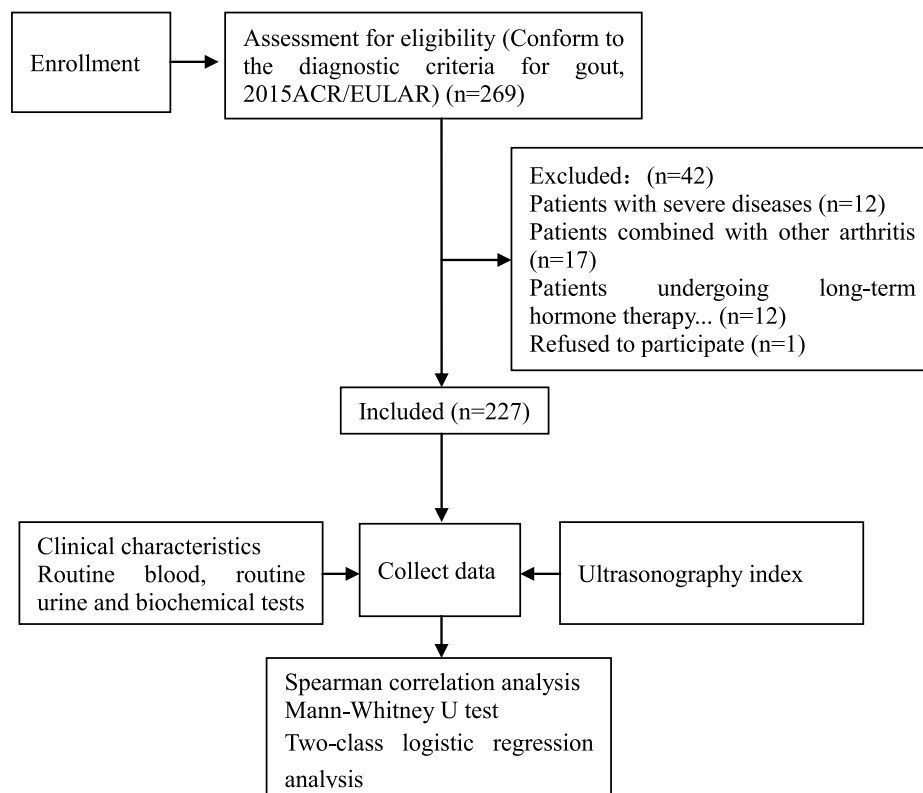 Enrollment
Assessment for eligibility (Conform to
the diagnostic criteria for gout,
2015ACR/EULAR) (n=269)
Excluded：(n=42)
Patients with severe diseases (n=12)
Patients combined with other arthritis
(n=17)
Patients undergoing long-term
hormone therapy... (n=12)
Refused to participate (n=1)
Included (n=227)
Clinical characteristics
Routine blood, routine
urine and biochemical tests
Collect data
Ultrasonography index
Spearman correlation analysis
Mann-Whitney U test
Two-class logistic regression
analysis